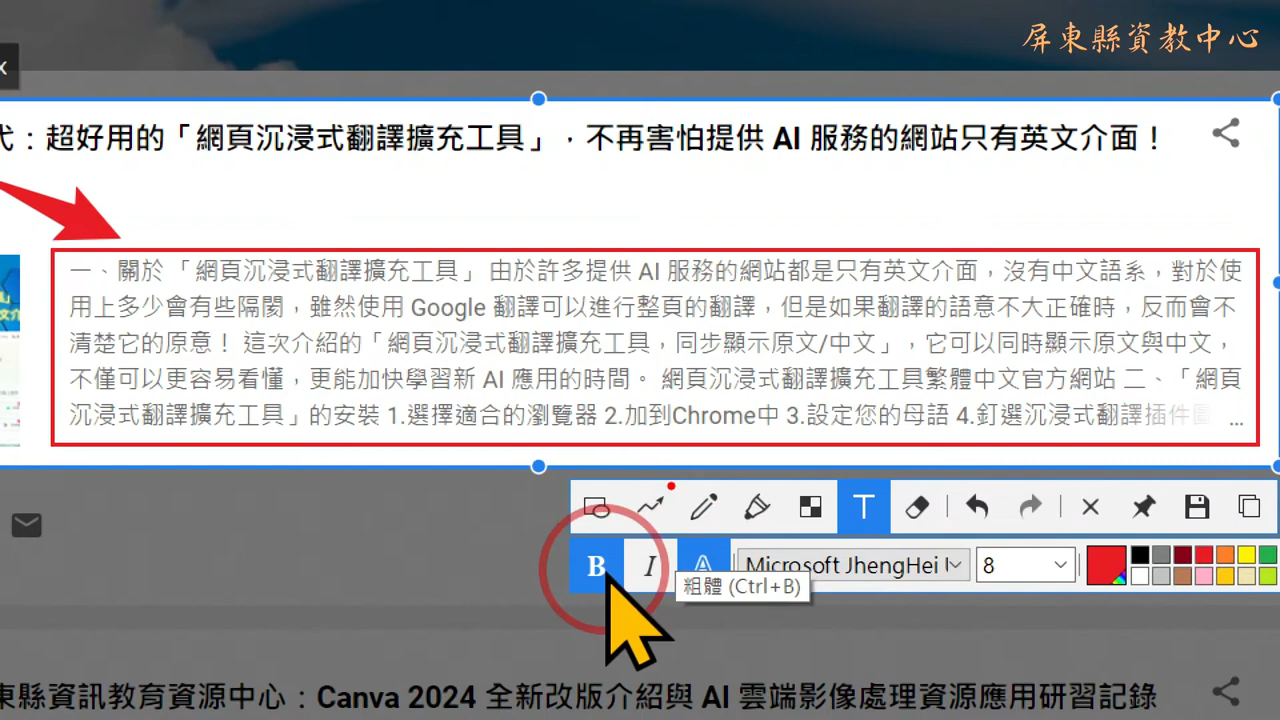 屏東縣資教中心
x
代：超好用的「網頁沉浸式翻譯擴充工具」，不再害怕提供 AI 服務的網站只有英文介面！
一、關於 「網頁沉浸式翻譯擴充工具」 由於許多提供 AI 服務的網站都是只有英文介面，沒有中文語系，對於使
用上多少會有些隔閡，雖然使用 Google 翻譯可以進行整頁的翻譯，但是如果翻譯的語意不大正確時，反而會不
清楚它的原意！ 這次介紹的「網頁沉浸式翻譯擴充工具，同步顯示原文/中文」，它可以同時顯示原文與中文，
不僅可以更容易看懂，更能加快學習新 AI 應用的時間。 網頁沉浸式翻譯擴充工具繁體中文官方網站 二、「網頁
沉浸式翻譯擴充工具」的安裝 1.選擇適合的瀏覽器 2.加到Chrome中 3.設定您的母語 4.釘選沉浸式翻譯插件圖 ...
T
B I A Microsoft JhengHei 8
粗體 (Ctrl+B)
東縣資訊教育資源中心：Canva 2024 全新改版介紹與 AI 雲端影像處理資源應用研習記錄